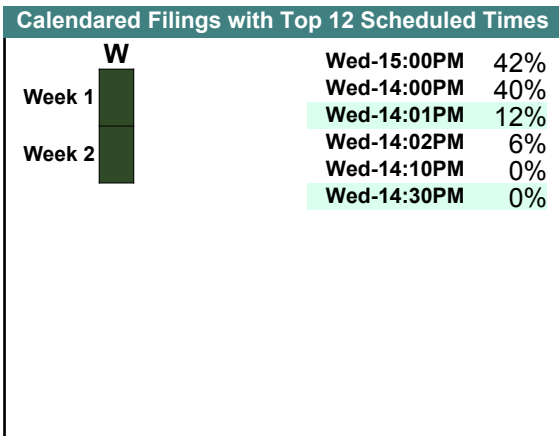 Calendared Filings with Top 12 Scheduled Times
W
Week 1
Week 2
Wed-15:00PM 42%
Wed-14:00PM 40%
Wed-14:01PM 12%
Wed-14:02PM 6%
Wed-14:10PM 0%
Wed-14:30PM 0%